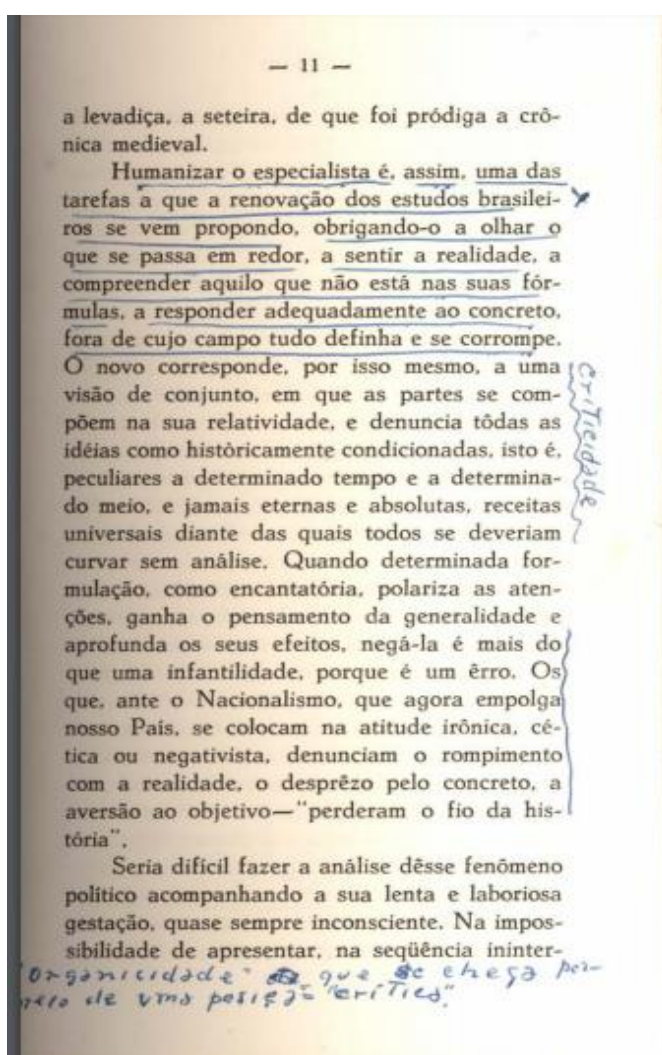 — 11 —
a levadiça, a seteira, de que foi pródiga a crô-
nica medieval.
Humanizar o especialista é, assim, uma das
tarefas a que a renovação dos estudos brasilei-
ros se vem propondo, obrigando-o a olhar o
que se passa em redor, a sentir a realidade, a
compreender aquilo que não está nas suas fór-
mulas, a responder adequadamente ao concreto,
fora de cujo campo tudo definha e se corrompe.
O novo corresponde, por isso mesmo, a uma
visão de conjunto, em que as partes se com-
põem na sua relatividade, e denuncia tôdas as
idéias como històricamente condicionadas, isto é,
peculiares a determinado tempo e a determina-
do meio, e jamais eternas e absolutas, receitas
universais diante das quais todos se deveriam
curvar sem análise. Quando determinada for-
mulação, como encantatória, polariza as aten-
ções, ganha o pensamento da generalidade e
aprofunda os seus efeitos, negá-la é mais do
que uma infantilidade, porque é um êrro. Os
que, ante o Nacionalismo, que agora empolga
nosso País, se colocam na atitude irônica, cé-
tica ou negativista, denunciam o rompimento
com a realidade, o desprêzo pelo concreto, a
aversão ao objetivo—"perderam o fio da his-
tória".
Seria difícil fazer a análise dêsse fenômeno
político acompanhando a sua lenta e laboriosa
gestação, quase sempre inconsciente. Na impos-
sibilidade de apresentar, na seqüência ininter-
criticidade
"Organicidade" que se chega por
meio de uma posição "crítica".